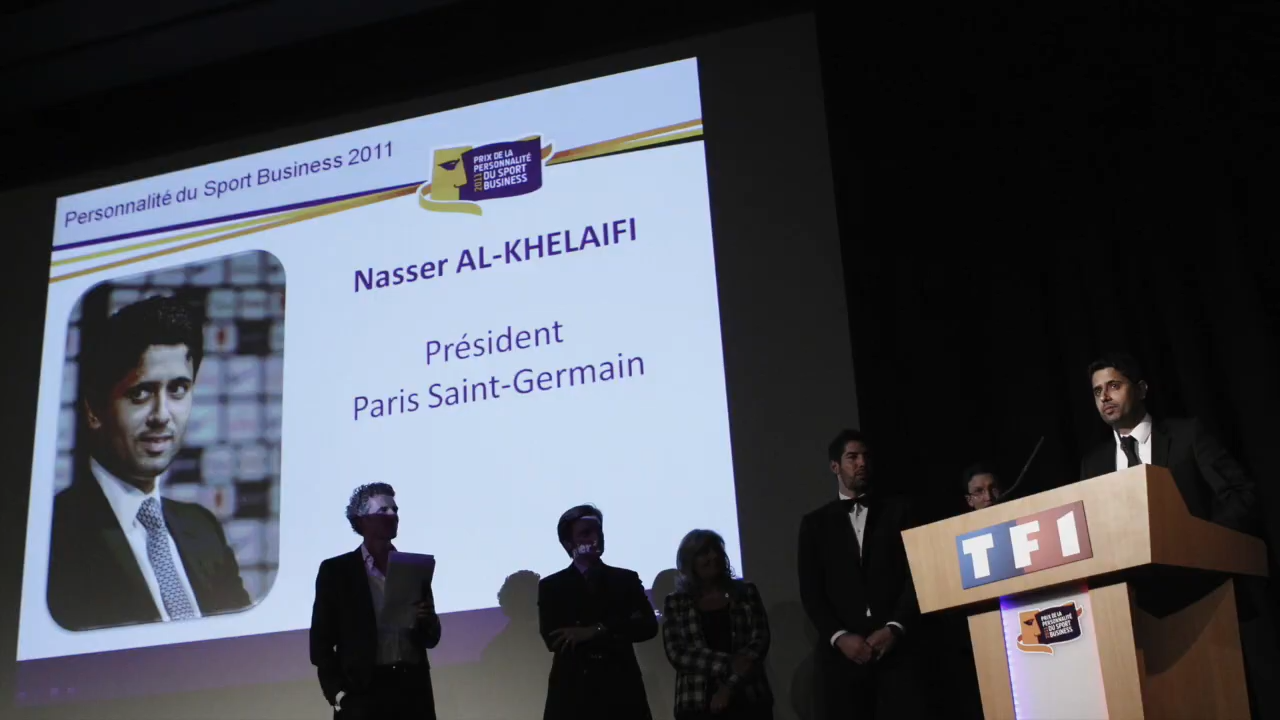 Personnalité du Sport Business 2011
PRIX DE LA
PERSONNALITÉ
DU SPORT
BUSINESS
2011
Nasser AL-KHELAIFI
Président
Paris Saint-Germain
TF1
PRIX DE LA
PERSONNALITÉ
DU SPORT
BUSINESS